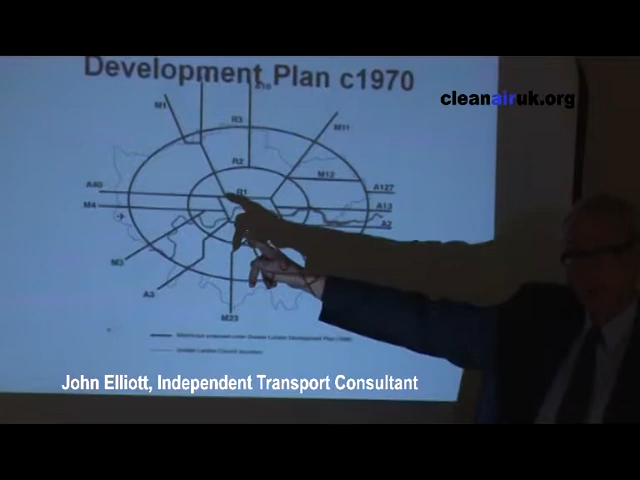 Development Plan c1970
cleanairuk.org
M1
M11
R3
R2
M12
A40
R1
A127
M4
A13
A2
M3
A3
M23
John Elliott, Independent Transport Consultant